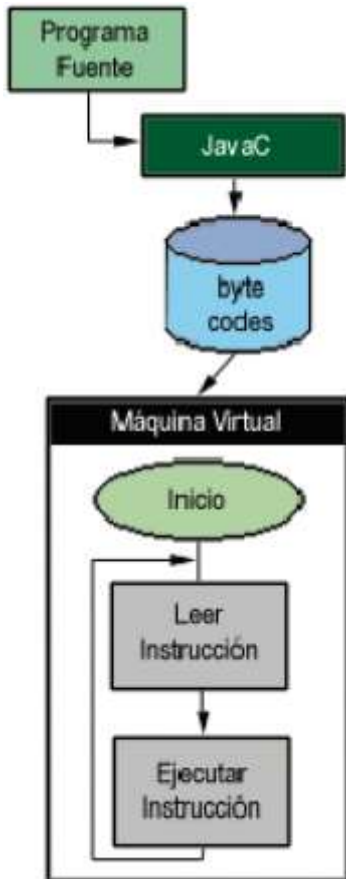 Programa
Fuente
JavaC
byte
codes
Máquina Virtual
Inicio
Leer
Instrucción
Ejecutar
Instrucción